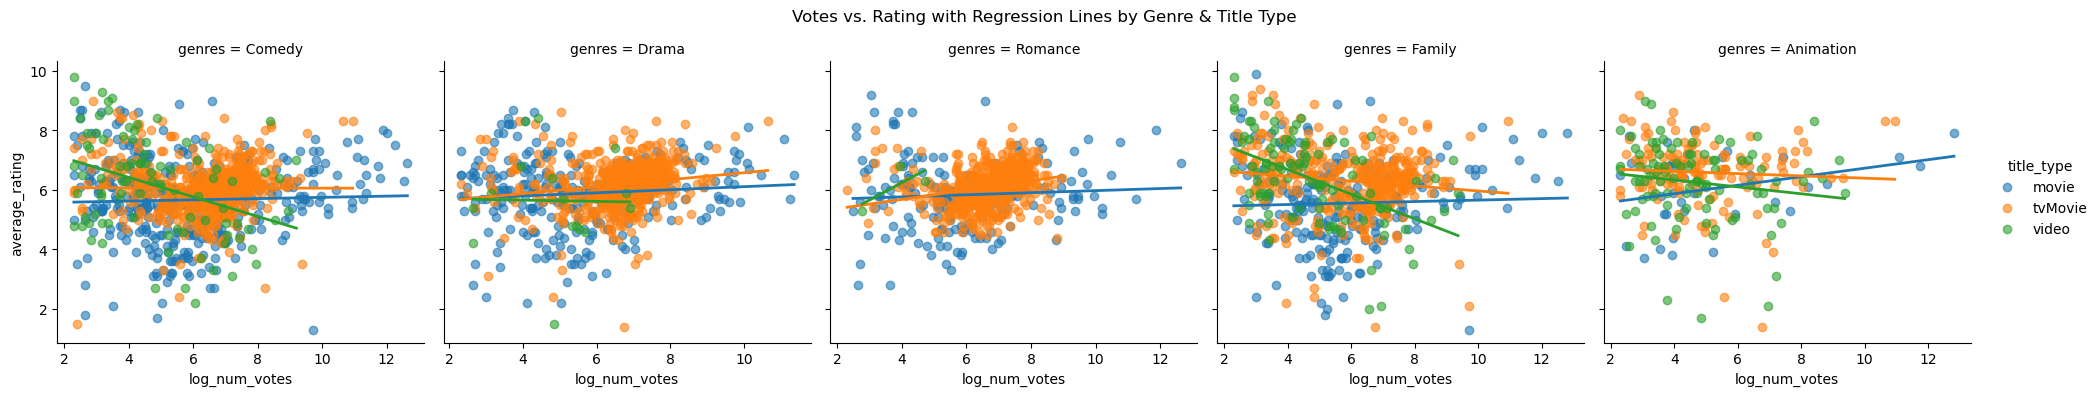 Votes vs. Rating with Regression Lines by Genre & Title Type
genres = Comedy
genres = Drama
genres = Romance
genres = Family
genres = Animation
average_rating
10
8
6
4
2
2 4 6 8 10 12
log_num_votes
2 4 6 8 10
log_num_votes
2 4 6 8 10 12
log_num_votes
2 4 6 8 10 12
log_num_votes
2 4 6 8 10 12
log_num_votes
title_type
movie
tvMovie
video